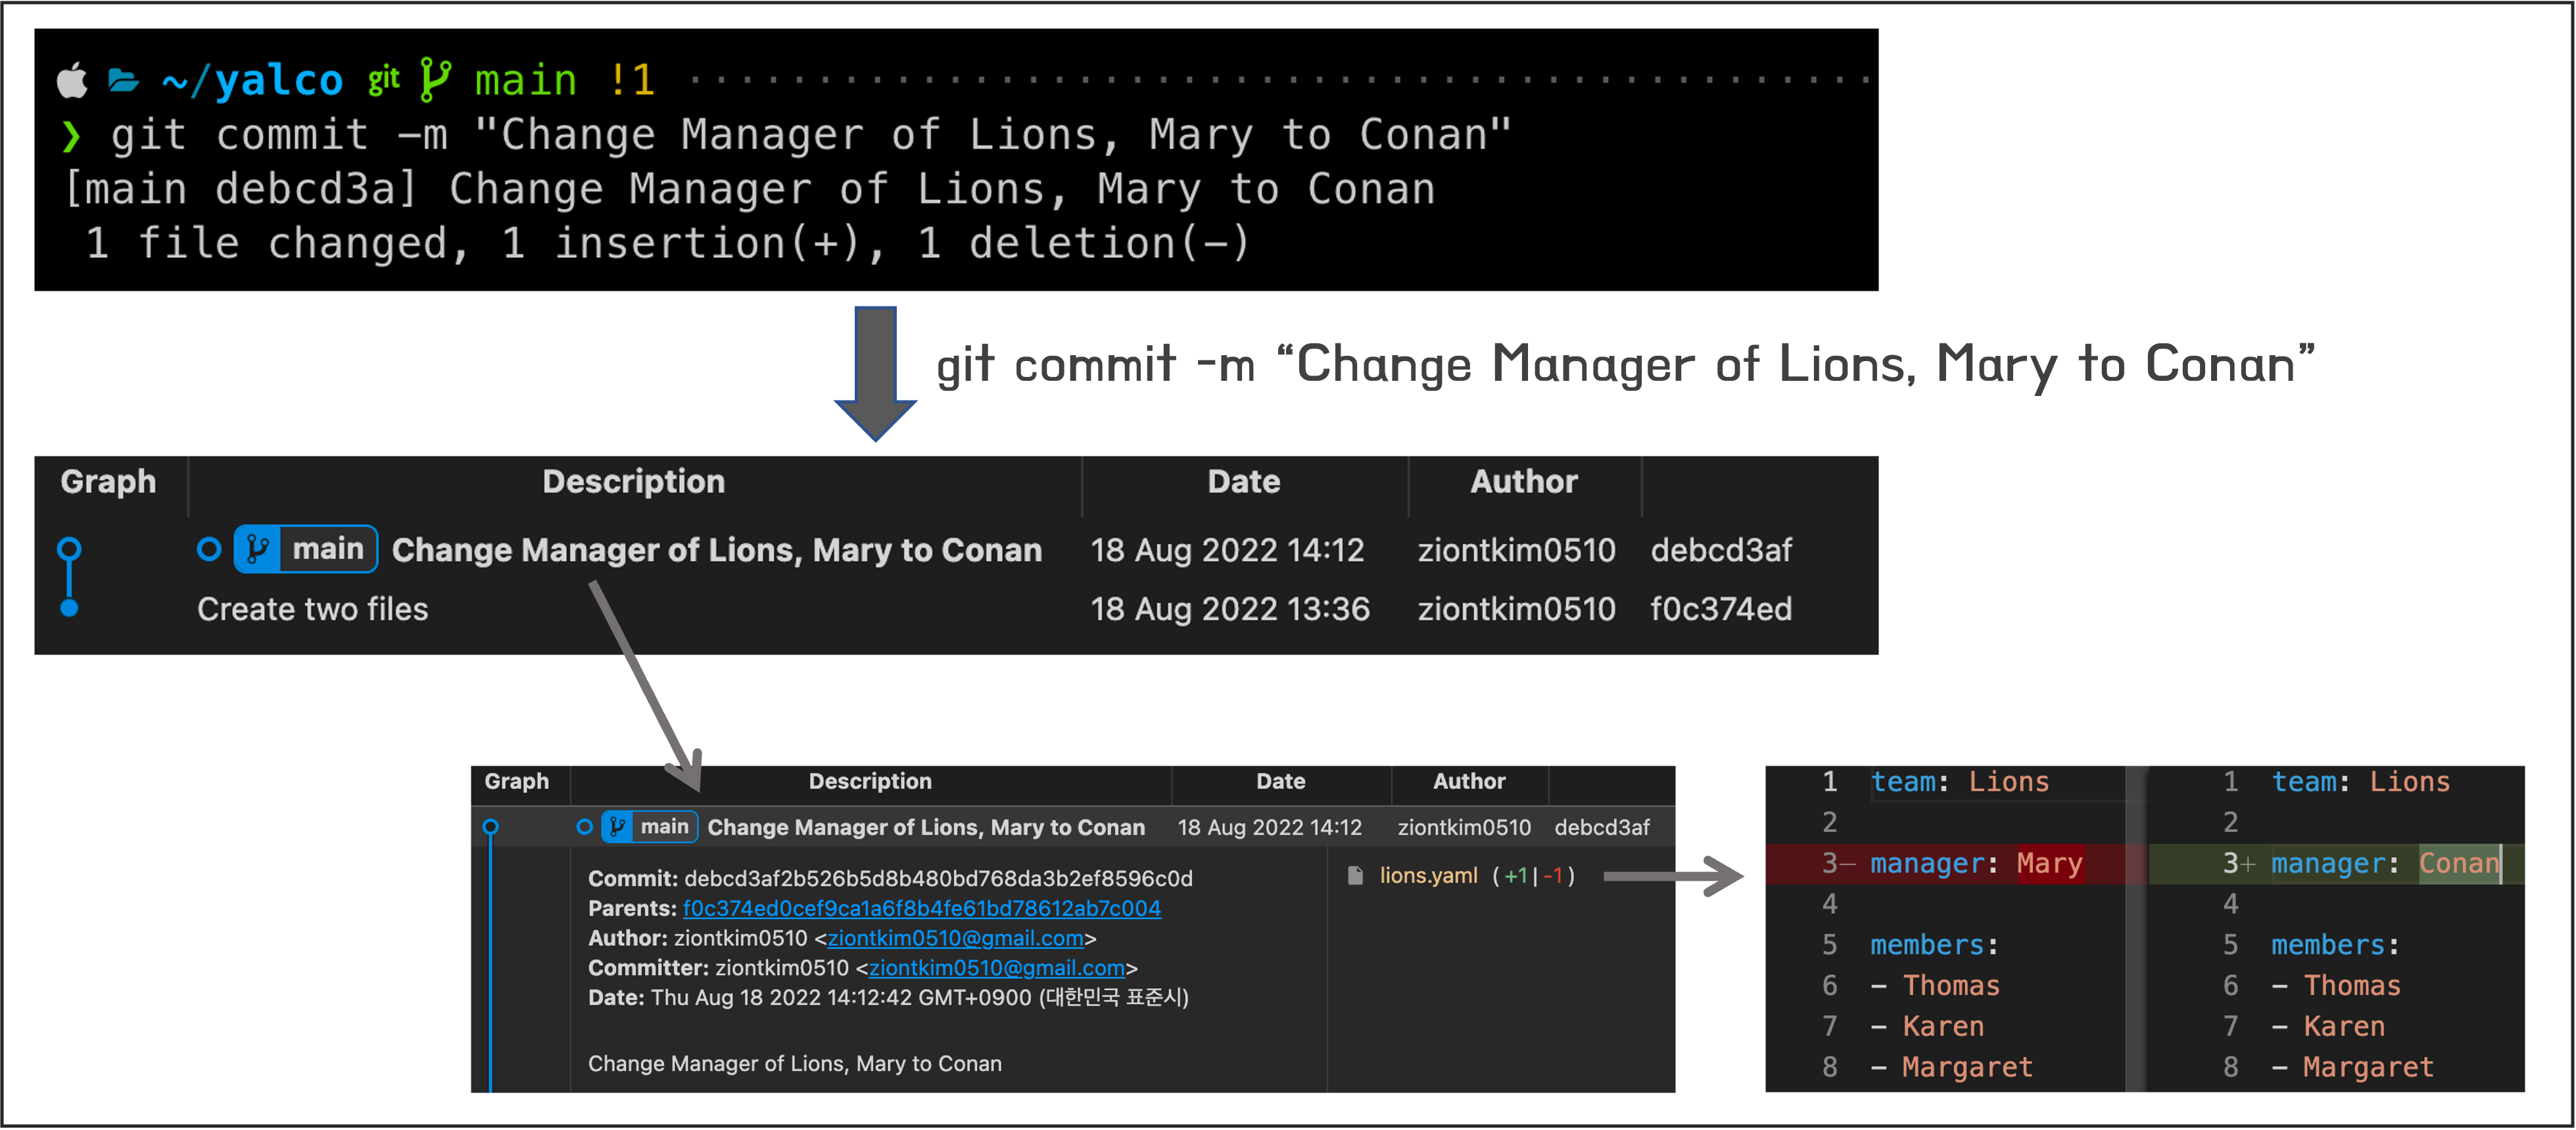 ~/yalco git main !1
❯ git commit -m "Change Manager of Lions, Mary to Conan"
[main debcd3a] Change Manager of Lions, Mary to Conan
1 file changed, 1 insertion(+), 1 deletion(-)
git commit -m “Change Manager of Lions, Mary to Conan”
Graph Description Date Author
main Change Manager of Lions, Mary to Conan 18 Aug 2022 14:12 ziontkim0510 debcd3af
Create two files 18 Aug 2022 13:36 ziontkim0510 f0c374ed
Graph Description Date Author
main Change Manager of Lions, Mary to Conan 18 Aug 2022 14:12 ziontkim0510 debcd3af
Commit: debcd3af2b526b5d8b480bd768da3b2ef8596c0d
Parents: f0c374ed0cef9ca1a6f8b4fe61bd78612ab7c004
Author: ziontkim0510 <ziontkim0510@gmail.com>
Committer: ziontkim0510 <ziontkim0510@gmail.com>
Date: Thu Aug 18 2022 14:12:42 GMT+0900 (대한민국 표준시)
Change Manager of Lions, Mary to Conan
lions.yaml (+1|-1)
1 team: Lions
2
3- manager: Mary
4
5 members:
6 - Thomas
7 - Karen
8 - Margaret
1 team: Lions
2
3+ manager: Conan
4
5 members:
6 - Thomas
7 - Karen
8 - Margaret